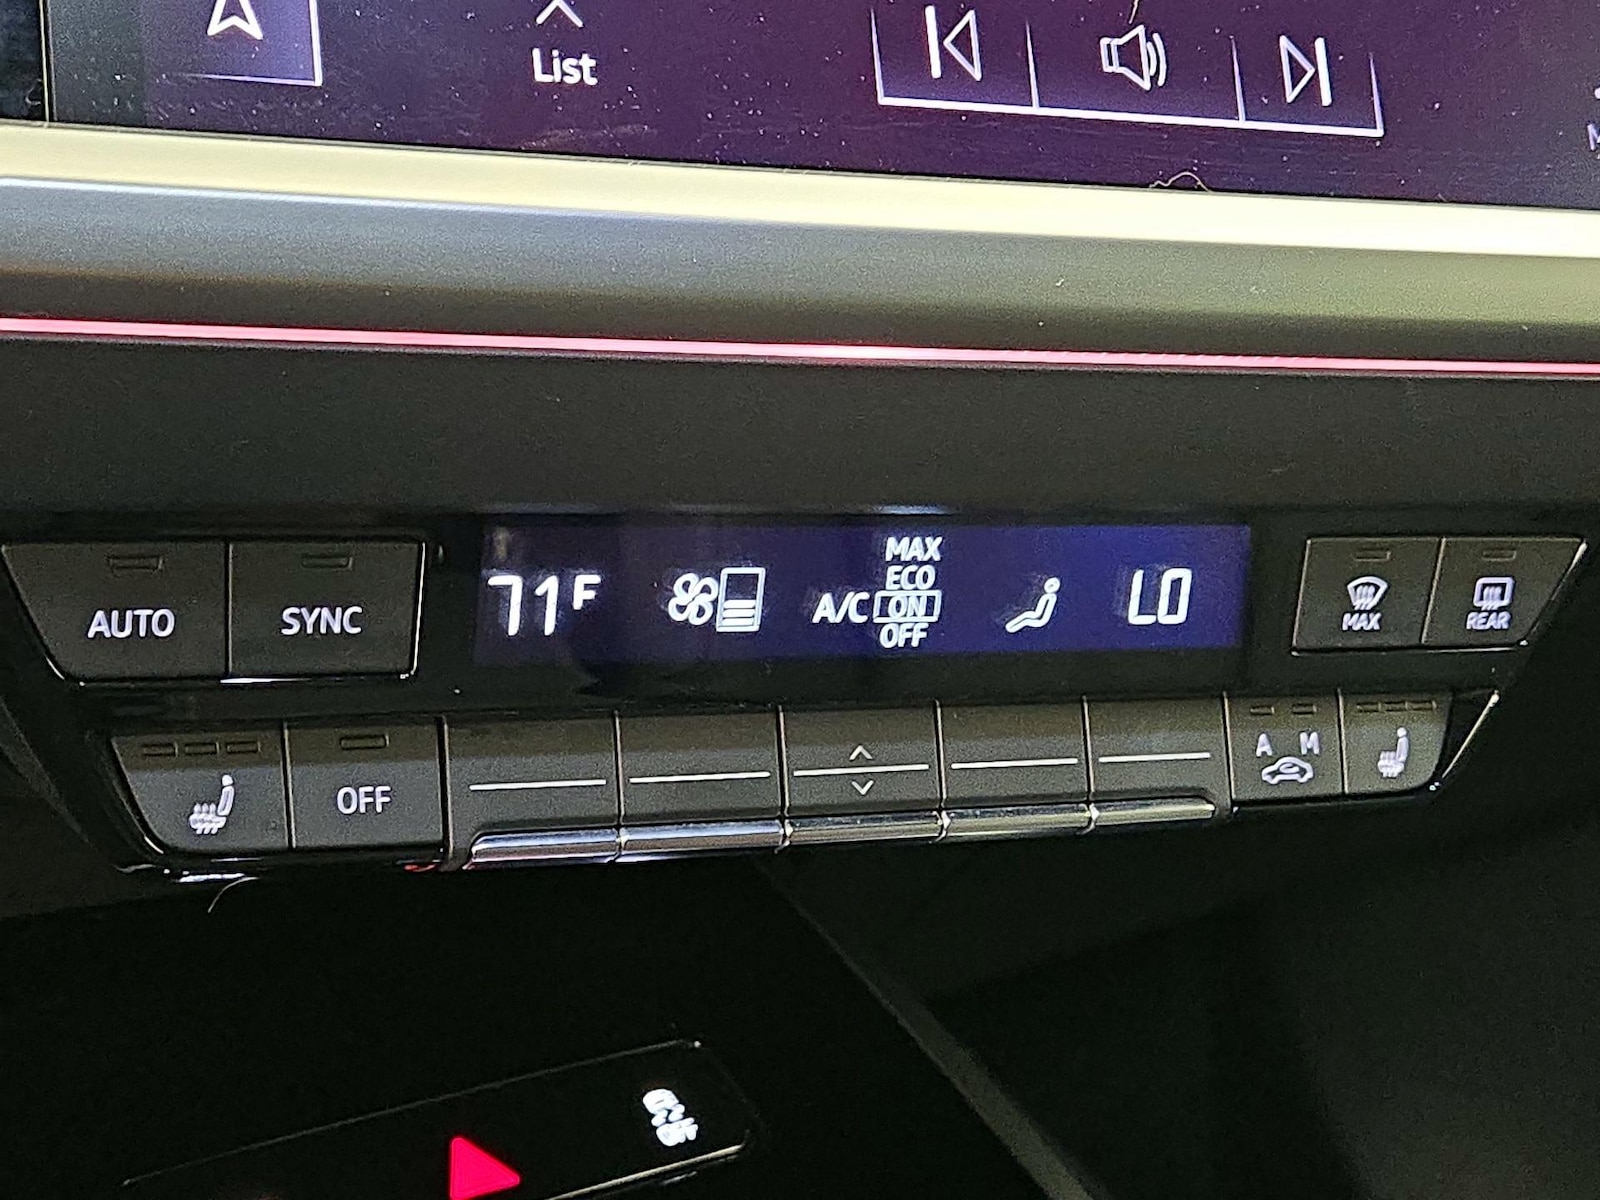 List
AUTO
SYNC
71F
A/C
MAX
ECO
ON
OFF
LO
MAX
REAR
OFF
A M